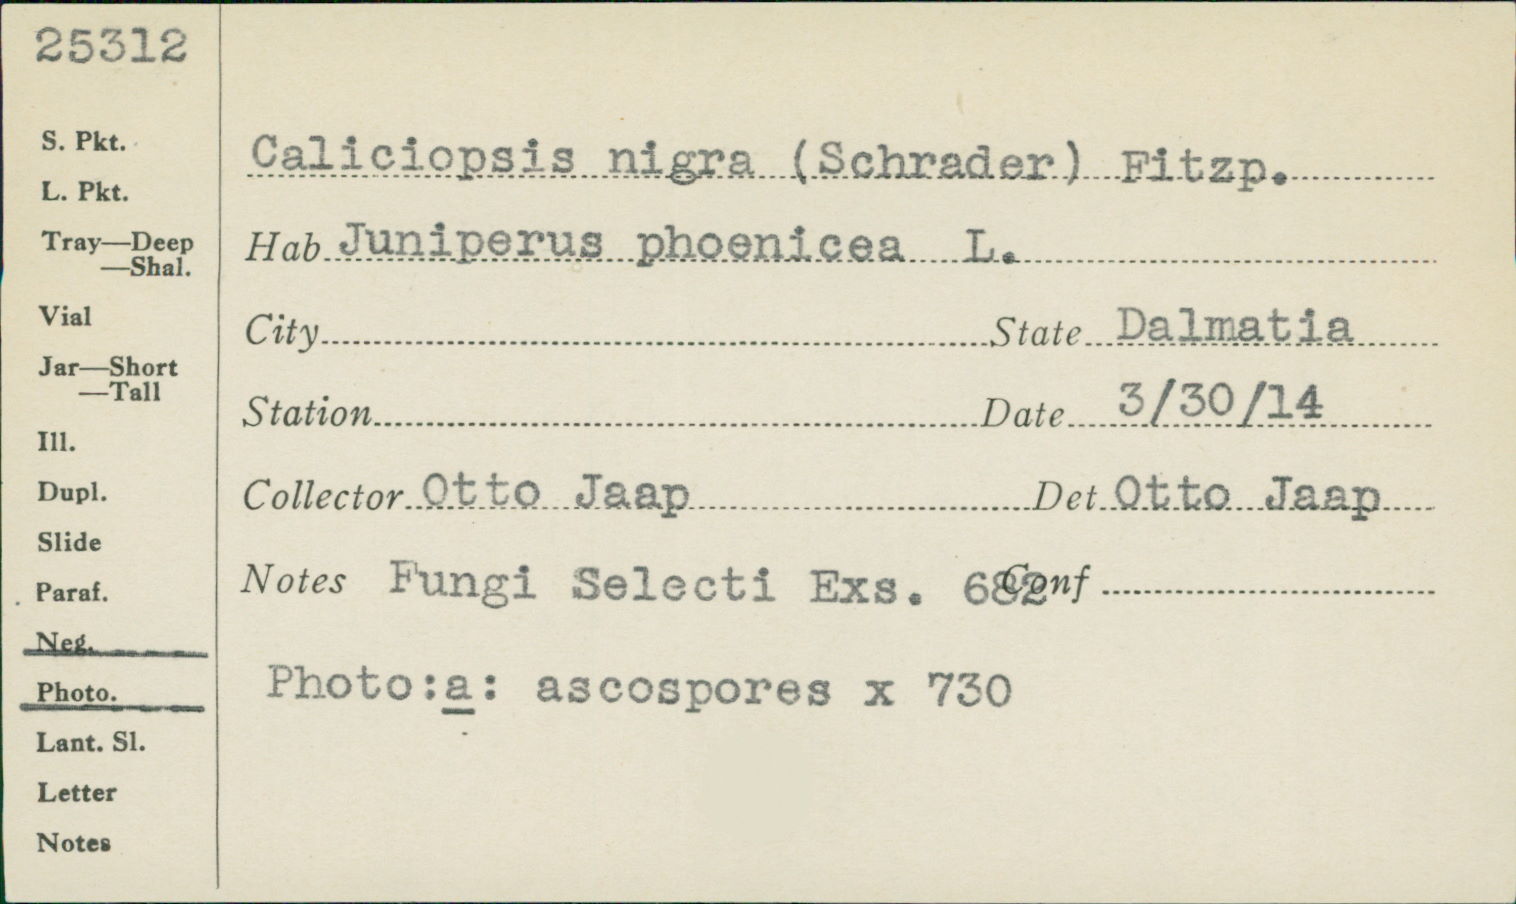 25312
S. Pkt.
L. Pkt.
Tray—Deep
—Shal.
Vial
Jar—Short
—Tall
Ill.
Dupl.
Slide
Paraf.
Neg.
Photo.
Lant. Sl.
Letter
Notes
Caliciopsis nigra (Schrader) Fitzp.
Hab Juniperus phoenicea L.
City State Dalmatia
Station Date 3/30/14
Collector Otto Jaap Det Otto Jaap
Notes Fungi Selecti Exs. 682 Conf
Photo:a: ascospores x 730